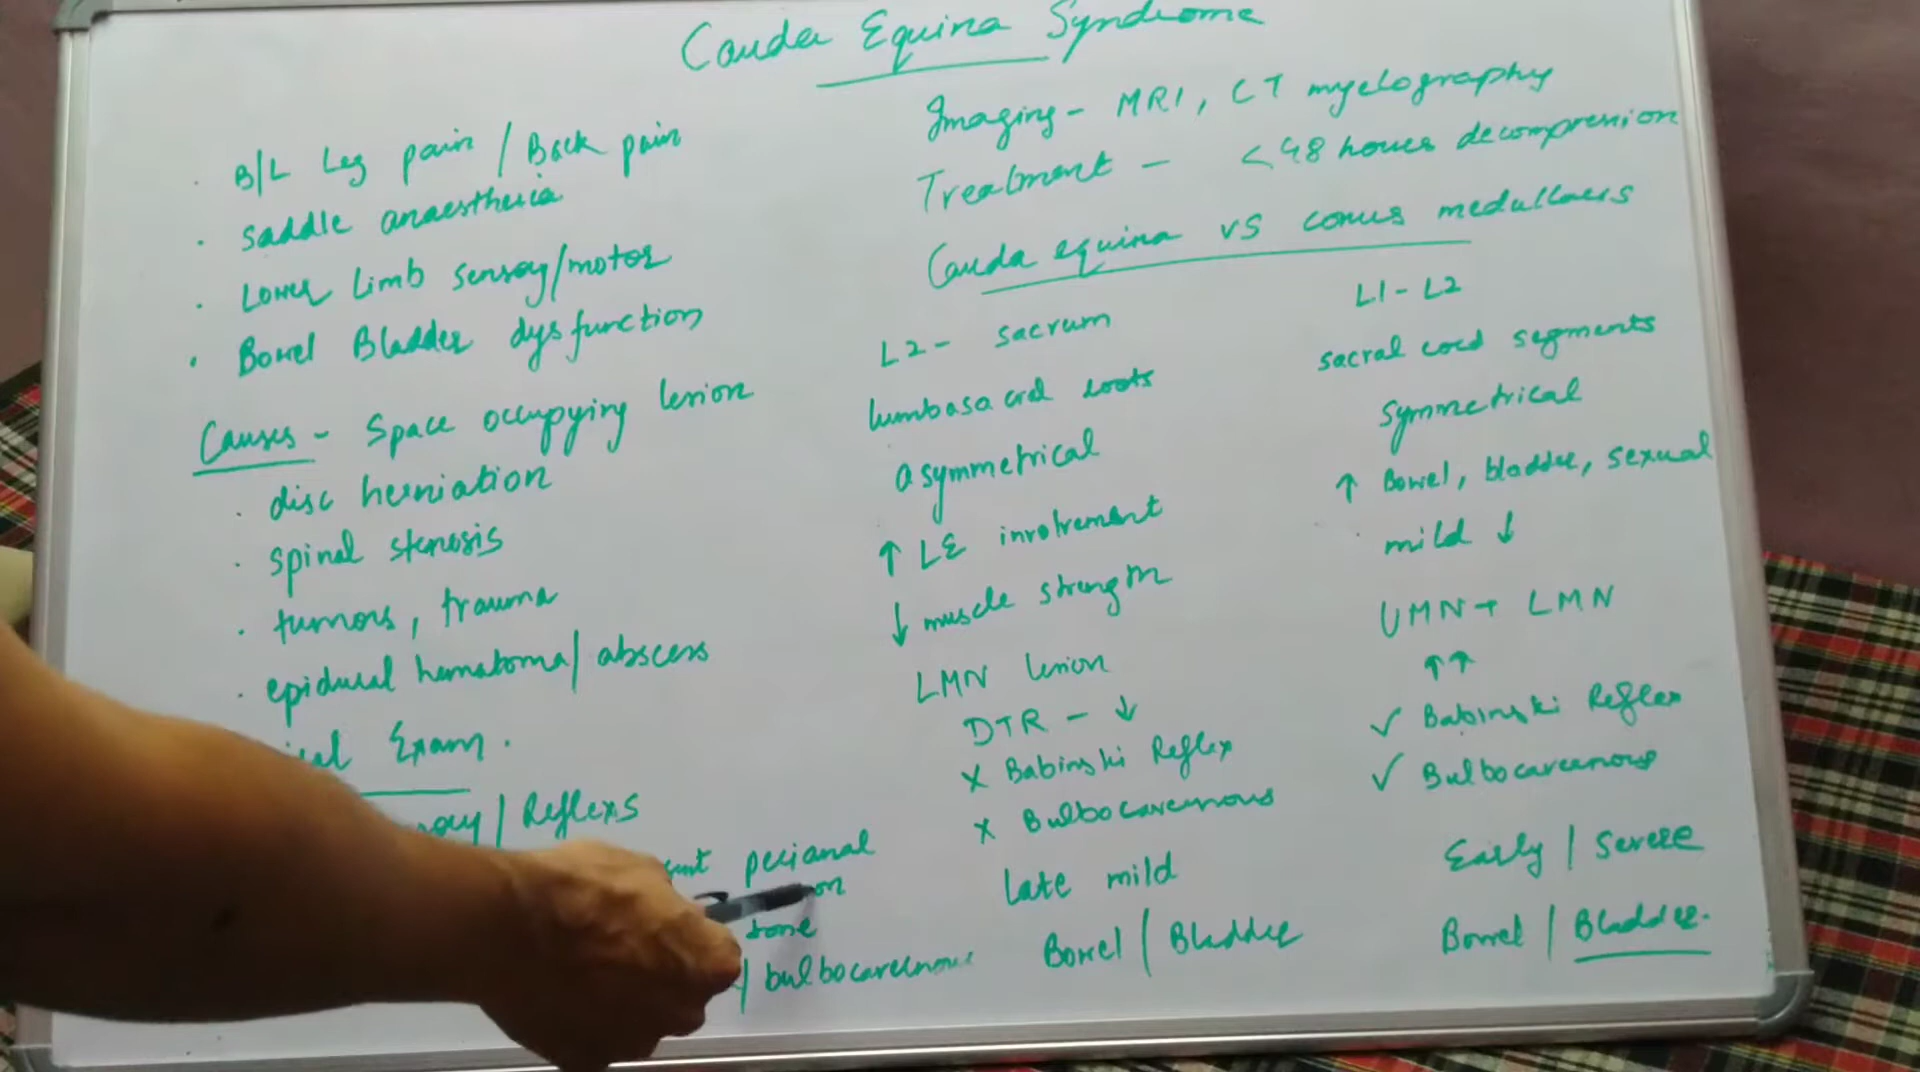 Cauda Equina Syndrome
B/L Leg pain / Back pain
saddle anaesthesia
Lower Limb sensory/motor
Bowel Bladder dysfunction
Causes - Space occupying lesion
disc herniation
spinal stenosis
tumors, trauma
epidural hematoma/ abscess
Exam.
/ Reflexs
perianal
tone
/ bulbocavernous
Imaging - MRI, CT myelography
Treatment - <48 hours decompression
Cauda equina vs conus medullaris
L2 - sacrum
L1 - L2
lumbasacral roots
sacral cord segments
asymmetrical
symmetrical
↑ LE involvement
↑ Bowel, bladder, sexual
↓ muscle strength
mild ↓
LMN lesion
UMN + LMN
DTR - ↓
↑↑
x Babinski Reflex
✓ Babinski Reflex
x Bulbocavernous
✓ Bulbocavernous
late mild
Early / Severe
Bowel / Bladder
Bowel / Bladder.